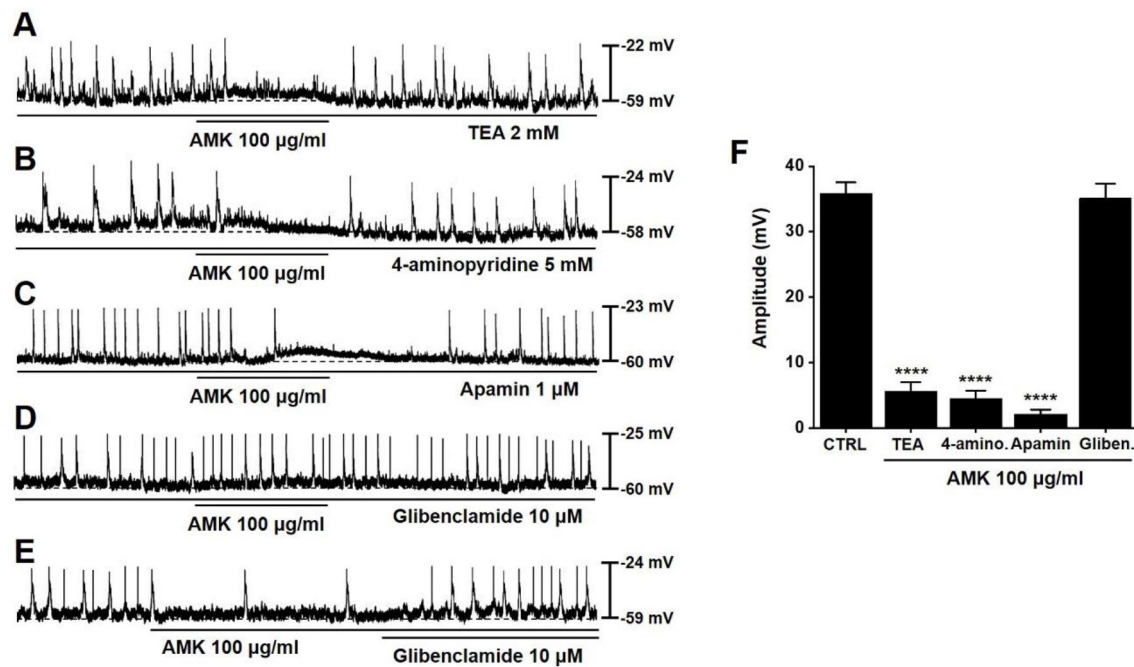 A
-22 mV
-59 mV
AMK 100 µg/ml
TEA 2 mM
B
-24 mV
-58 mV
AMK 100 µg/ml
4-aminopyridine 5 mM
C
-23 mV
-60 mV
AMK 100 µg/ml
Apamin 1 µM
D
-25 mV
-60 mV
AMK 100 µg/ml
Glibenclamide 10 µM
E
-24 mV
-59 mV
AMK 100 µg/ml
Glibenclamide 10 µM
F
Amplitude (mV)
40
30
20
10
0
**** **** ****
CTRL TEA 4-amino. Apamin Gliben.
AMK 100 µg/ml